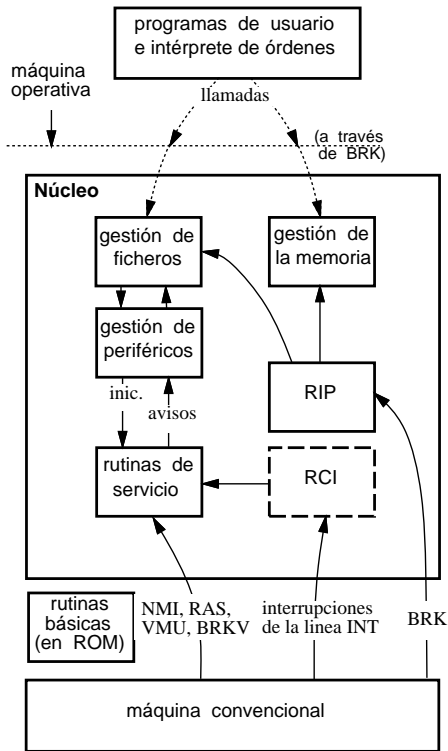 programas de usuario
e intérprete de órdenes
máquina
operativa
llamadas
(a través
de BRK)
Núcleo
gestión de
ficheros
gestión de
la memoria
gestión de
periféricos
inic.
avisos
RIP
rutinas de
servicio
RCI
rutinas
básicas
(en ROM)
NMI, RAS,
VMU, BRKV
interrupciones
de la linea INT
BRK
máquina convencional